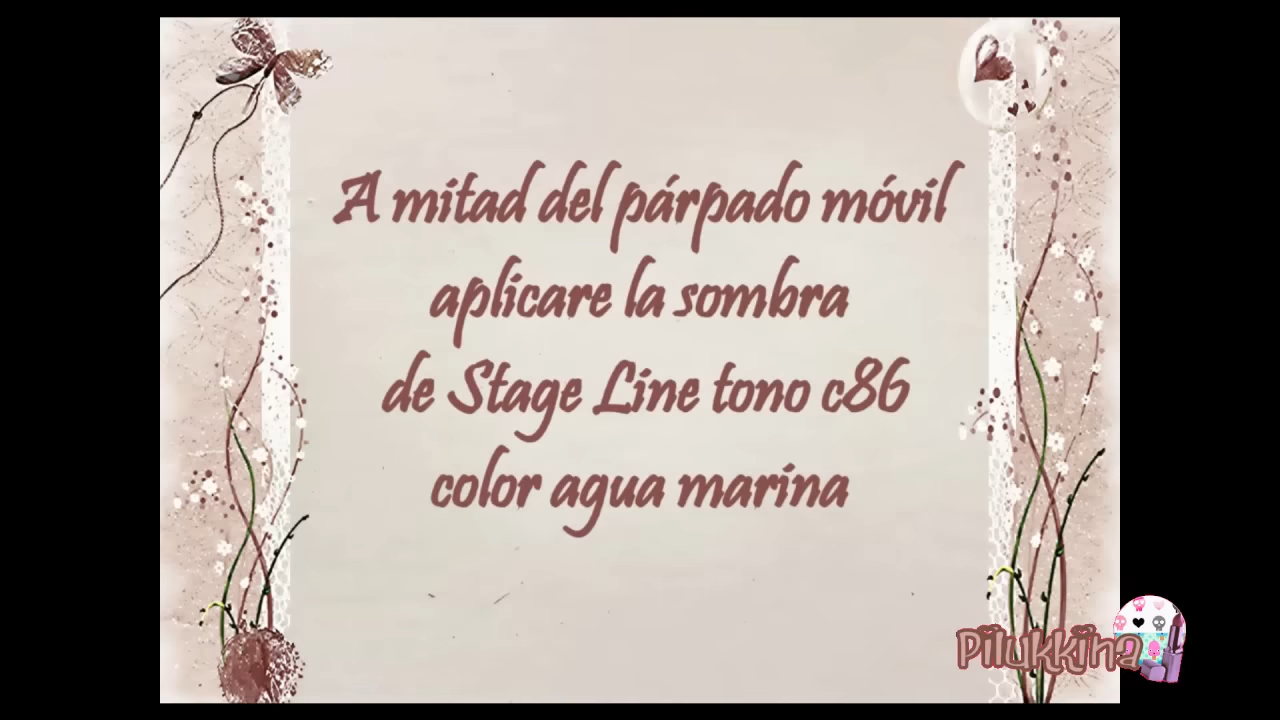 A mitad del párpado móvil
aplicare la sombra
de Stage Line tono c86
color agua marina
Pilukkina